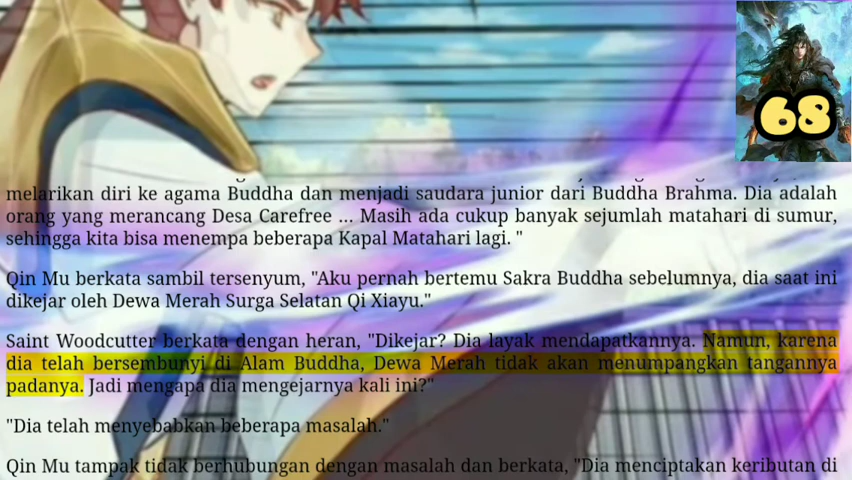 68
melarikan diri ke agama Buddha dan menjadi saudara junior dari Buddha Brahma. Dia adalah
orang yang merancang Desa Carefree ... Masih ada cukup banyak sejumlah matahari di sumur,
sehingga kita bisa menempa beberapa Kapal Matahari lagi. "
Qin Mu berkata sambil tersenyum, "Aku pernah bertemu Sakra Buddha sebelumnya, dia saat ini
dikejar oleh Dewa Merah Surga Selatan Qi Xiayu."
Saint Woodcutter berkata dengan heran, "Dikejar? Dia layak mendapatkannya. Namun, karena
dia telah bersembunyi di Alam Buddha, Dewa Merah tidak akan menumpangkan tangannya
padanya. Jadi mengapa dia mengejarnya kali ini?"
"Dia telah menyebabkan beberapa masalah."
Qin Mu tampak tidak berhubungan dengan masalah dan berkata, "Dia menciptakan keributan di